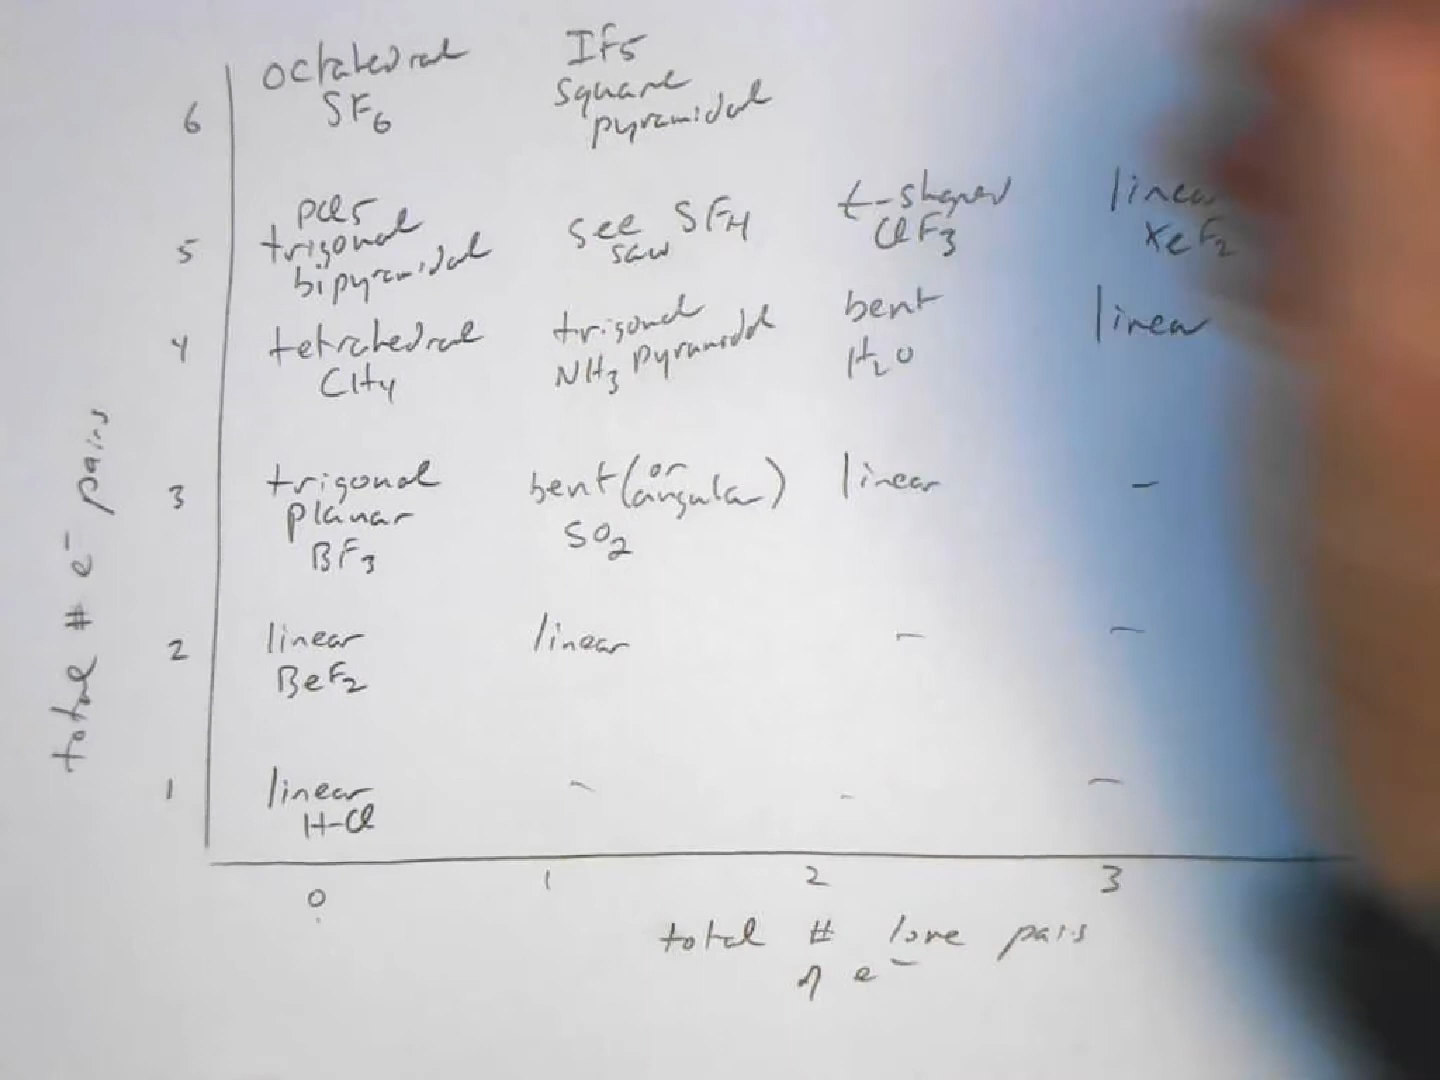 octahedral IF5
SF6 square
6 pyramidal
PCl5 see SF4 t-shaped linear
trigonal saw ClF3 XeF2
5 bipyramidal
4 tetrahedral trigonal bent linear
CH4 NH3 pyramidal H2O
3 trigonal bent (or angular) linear –
planar SO2
BF3
2 linear linear – –
BeF2
1 linear – – –
H-Cl
0 1 2 3
total # lone pairs
of e–
total # e– pairs